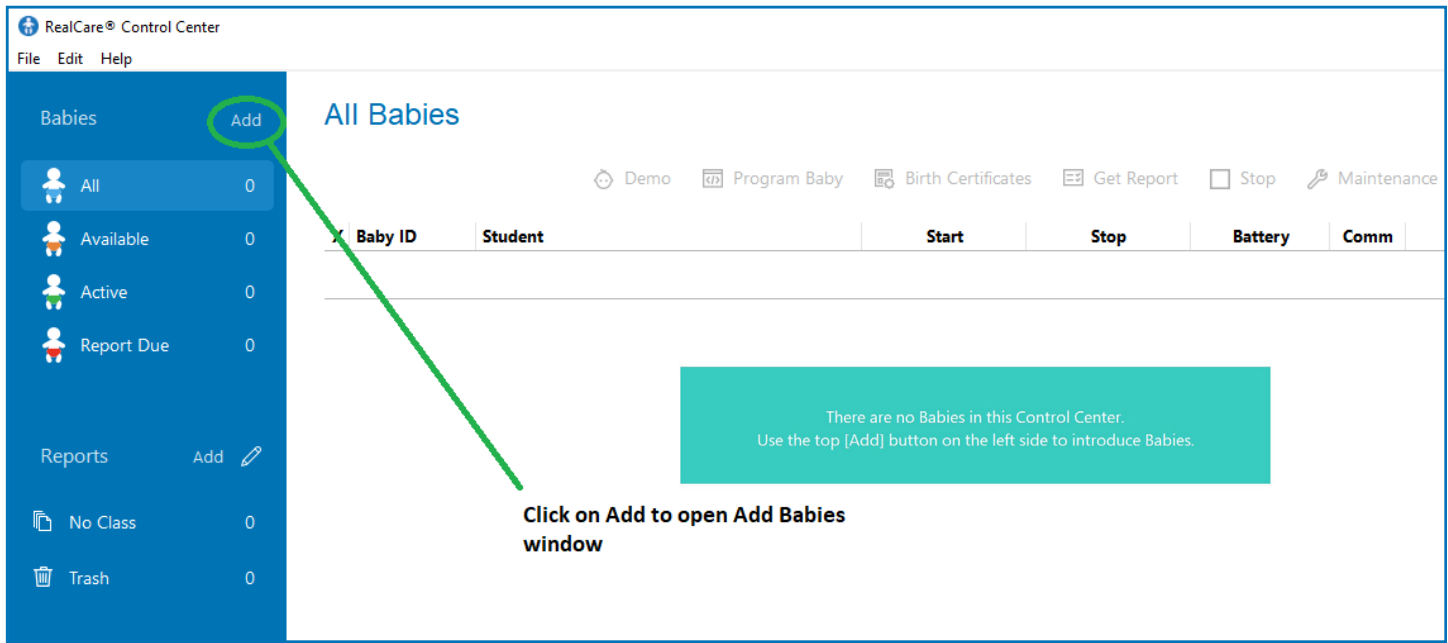 RealCare® Control Center
File Edit Help
Babies Add
All 0
Available 0
Active 0
Report Due 0
Reports Add
No Class 0
Trash 0
All Babies
Demo Program Baby Birth Certificates Get Report Stop Maintenance
X Baby ID Student Start Stop Battery Comm
There are no Babies in this Control Center.
Use the top [Add] button on the left side to introduce Babies.
Click on Add to open Add Babies
window